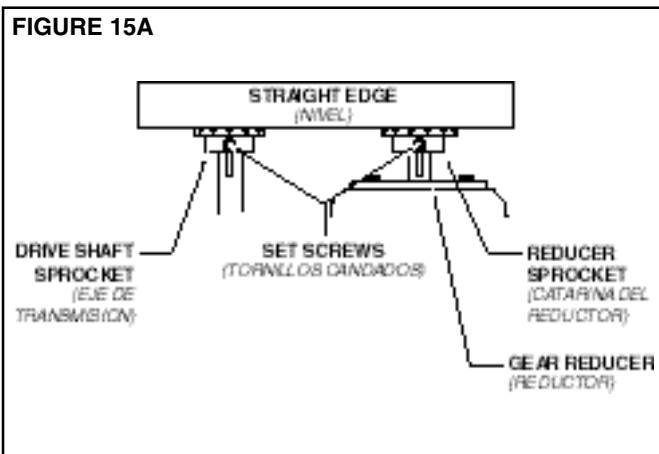 FIGURE 15A
STRAIGHT EDGE
(NIVEL)
DRIVE SHAFT
SPROCKET
(EJE DE
TRANSMISION)
SET SCREWS
(TORNILLOS CANDADOS)
REDUCER
SPROCKET
(CATARINA DEL
REDUCTOR)
GEAR REDUCER
(REDUCTOR)